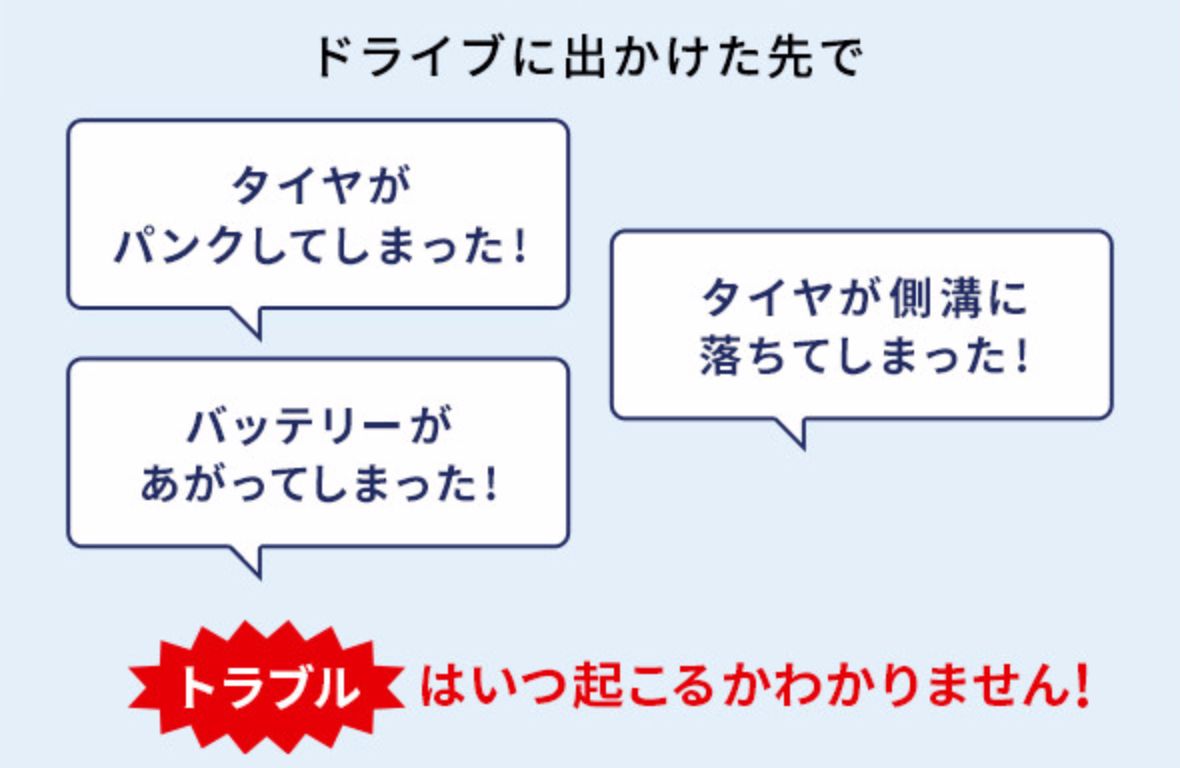 ドライブに出かけた先で
タイヤが
パンクしてしまった！
タイヤが側溝に
落ちてしまった！
バッテリーが
あがってしまった！
トラブルはいつ起こるかわかりません！